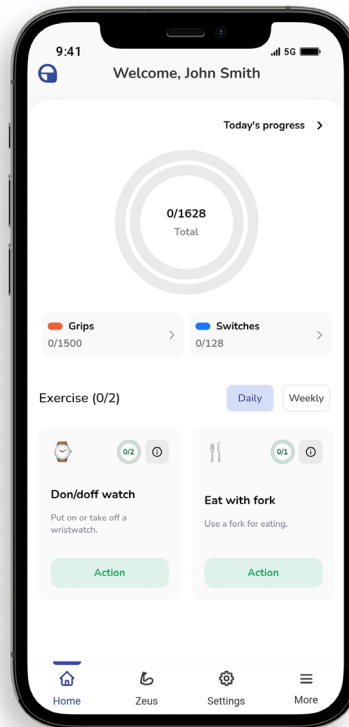 9:41
5G
Welcome, John Smith
Today's progress
0/1628
Total
Grips
0/1500
Switches
0/128
Exercise (0/2)
Daily
Weekly
0/2
Don/doff watch
Put on or take off a
wristwatch.
Action
0/1
Eat with fork
Use a fork for eating.
Action
Home
Zeus
Settings
More